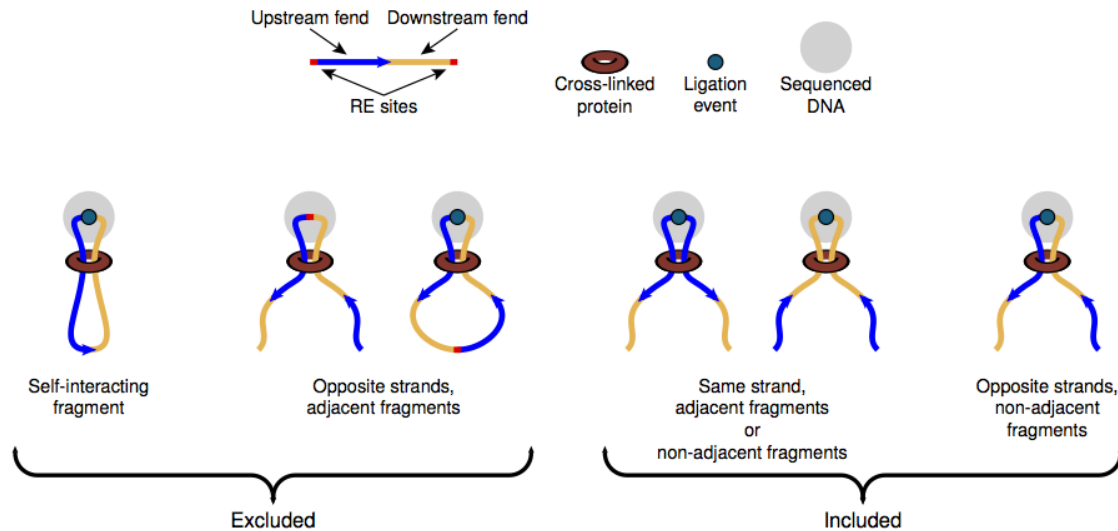 Upstream fend
Downstream fend
RE sites
Cross-linked
protein
Ligation
event
Sequenced
DNA
Self-interacting
fragment
Opposite strands,
adjacent fragments
Same strand,
adjacent fragments
or
non-adjacent fragments
Opposite strands,
non-adjacent
fragments
Excluded
Included